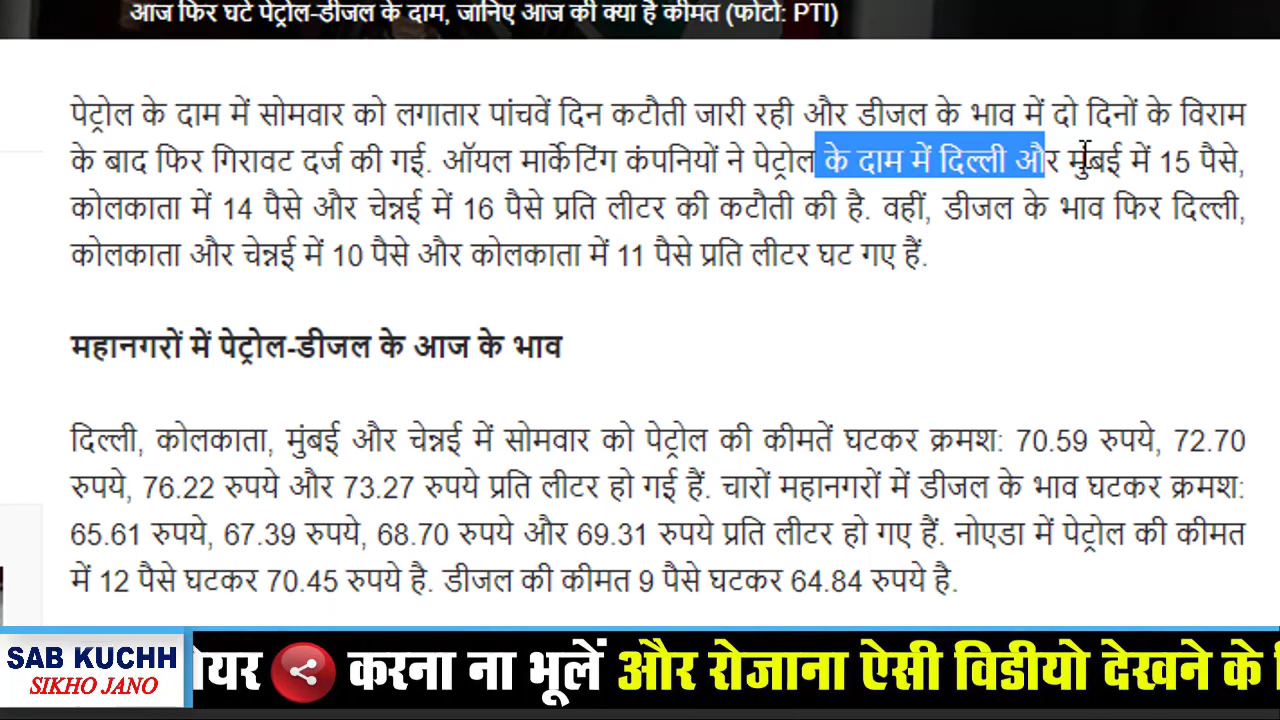 आज फिर घटे पेट्रोल-डीजल के दाम, जानिए आज की क्या है कीमत (फोटो: PTI)
पेट्रोल के दाम में सोमवार को लगातार पांचवें दिन कटौती जारी रही और डीजल के भाव में दो दिनों के विराम
के बाद फिर गिरावट दर्ज की गई. ऑयल मार्केटिंग कंपनियों ने पेट्रोल के दाम में दिल्ली और मुंबई में 15 पैसे,
कोलकाता में 14 पैसे और चेन्नई में 16 पैसे प्रति लीटर की कटौती की है. वहीं, डीजल के भाव फिर दिल्ली,
कोलकाता और चेन्नई में 10 पैसे और कोलकाता में 11 पैसे प्रति लीटर घट गए हैं.
महानगरों में पेट्रोल-डीजल के आज के भाव
दिल्ली, कोलकाता, मुंबई और चेन्नई में सोमवार को पेट्रोल की कीमतें घटकर क्रमश: 70.59 रुपये, 72.70
रुपये, 76.22 रुपये और 73.27 रुपये प्रति लीटर हो गई हैं. चारों महानगरों में डीजल के भाव घटकर क्रमश:
65.61 रुपये, 67.39 रुपये, 68.70 रुपये और 69.31 रुपये प्रति लीटर हो गए हैं. नोएडा में पेट्रोल की कीमत
में 12 पैसे घटकर 70.45 रुपये है. डीजल की कीमत 9 पैसे घटकर 64.84 रुपये है.
SAB KUCHH
SIKHO JANO
करना ना भूलें और रोजाना ऐसी विडीयो देखने के